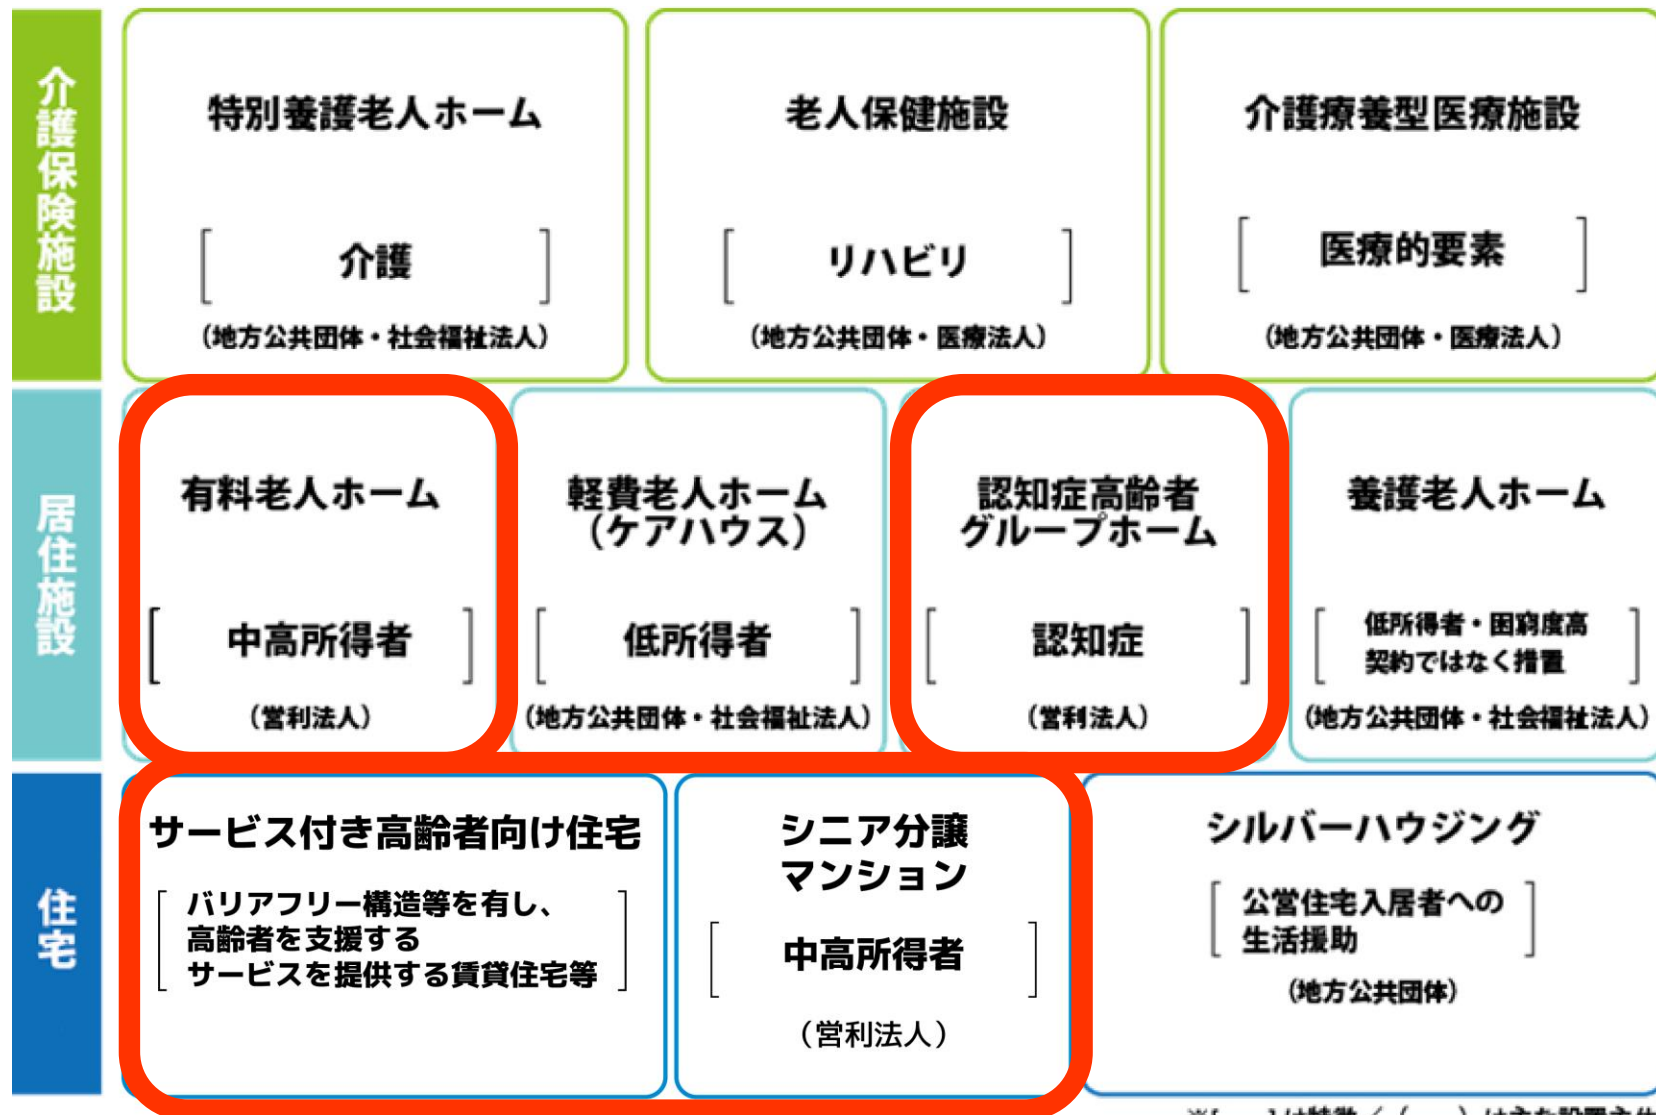 介護保険施設
特別養護老人ホーム
[ 介護 ]
（地方公共団体・社会福祉法人）
老人保健施設
[ リハビリ ]
（地方公共団体・医療法人）
介護療養型医療施設
[ 医療的要素 ]
（地方公共団体・医療法人）
居住施設
有料老人ホーム
[ 中高所得者 ]
（営利法人）
軽費老人ホーム
（ケアハウス）
[ 低所得者 ]
（地方公共団体・社会福祉法人）
認知症高齢者
グループホーム
[ 認知症 ]
（営利法人）
養護老人ホーム
[ 低所得者・困窮度高
契約ではなく措置 ]
（地方公共団体・社会福祉法人）
住宅
サービス付き高齢者向け住宅
[ バリアフリー構造等を有し、
高齢者を支援する
サービスを提供する賃貸住宅等 ]
シニア分譲
マンション
[ 中高所得者 ]
（営利法人）
シルバーハウジング
[ 公営住宅入居者への
生活援助 ]
（地方公共団体）